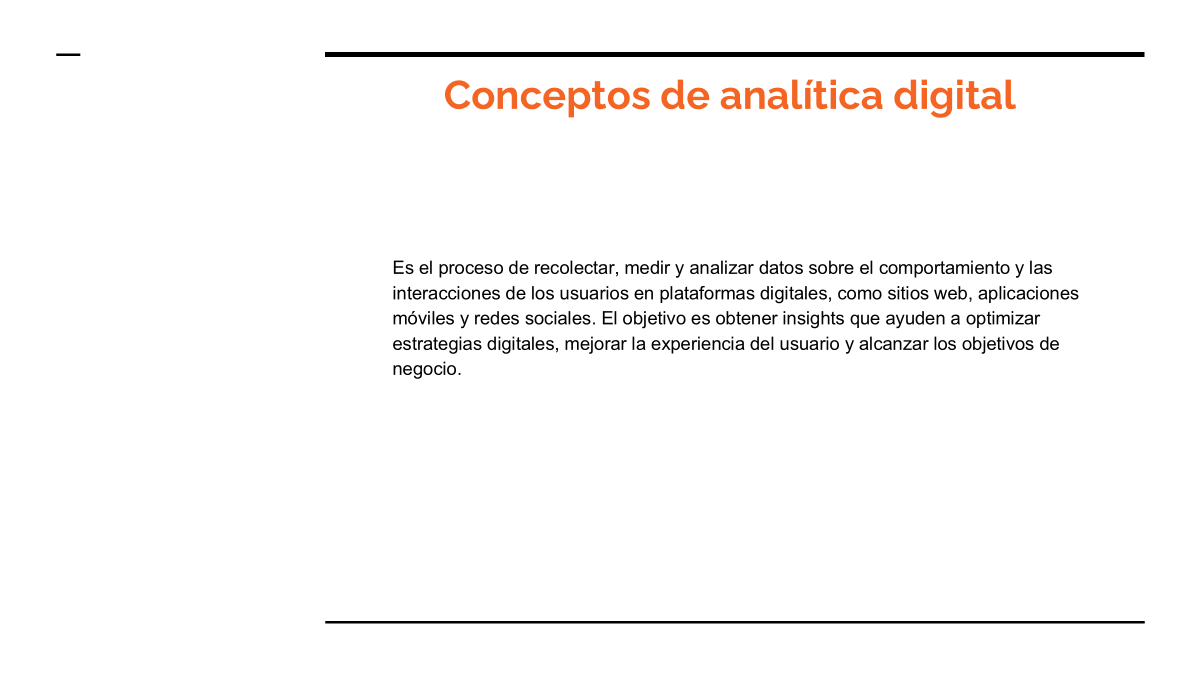 Conceptos de analítica digital
Es el proceso de recolectar, medir y analizar datos sobre el comportamiento y las
interacciones de los usuarios en plataformas digitales, como sitios web, aplicaciones
móviles y redes sociales. El objetivo es obtener insights que ayuden a optimizar
estrategias digitales, mejorar la experiencia del usuario y alcanzar los objetivos de
negocio.